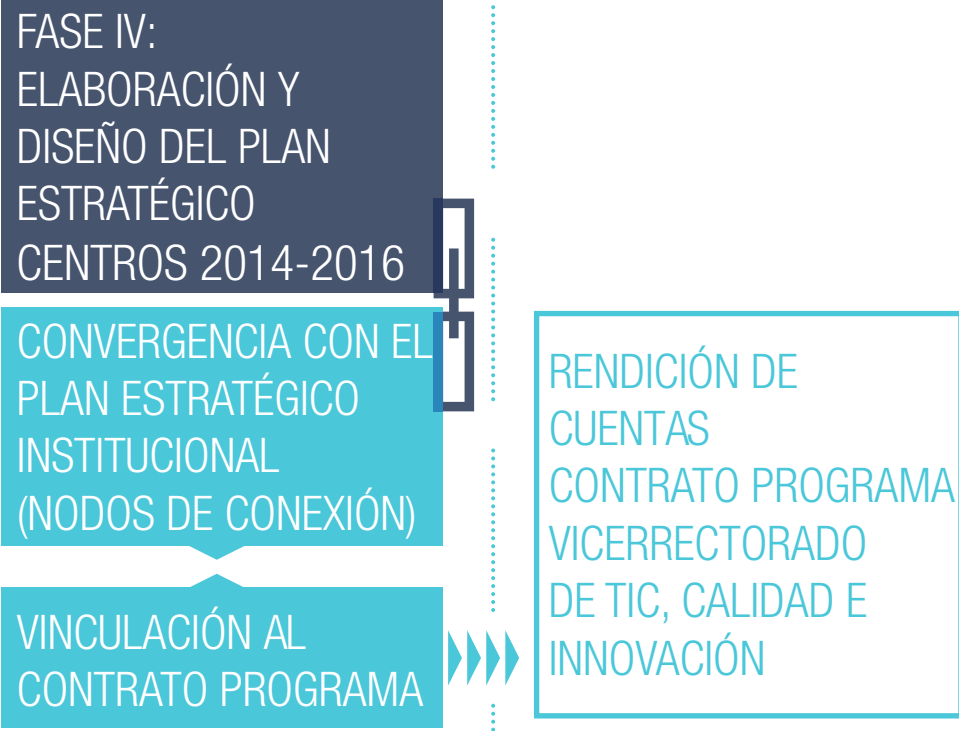 FASE IV:
ELABORACIÓN Y
DISEÑO DEL PLAN
ESTRATÉGICO
CENTROS 2014-2016
CONVERGENCIA CON EL
PLAN ESTRATÉGICO
INSTITUCIONAL
(NODOS DE CONEXIÓN)
VINCULACIÓN AL
CONTRATO PROGRAMA
RENDICIÓN DE
CUENTAS
CONTRATO PROGRAMA
VICERRECTORADO
DE TIC, CALIDAD E
INNOVACIÓN